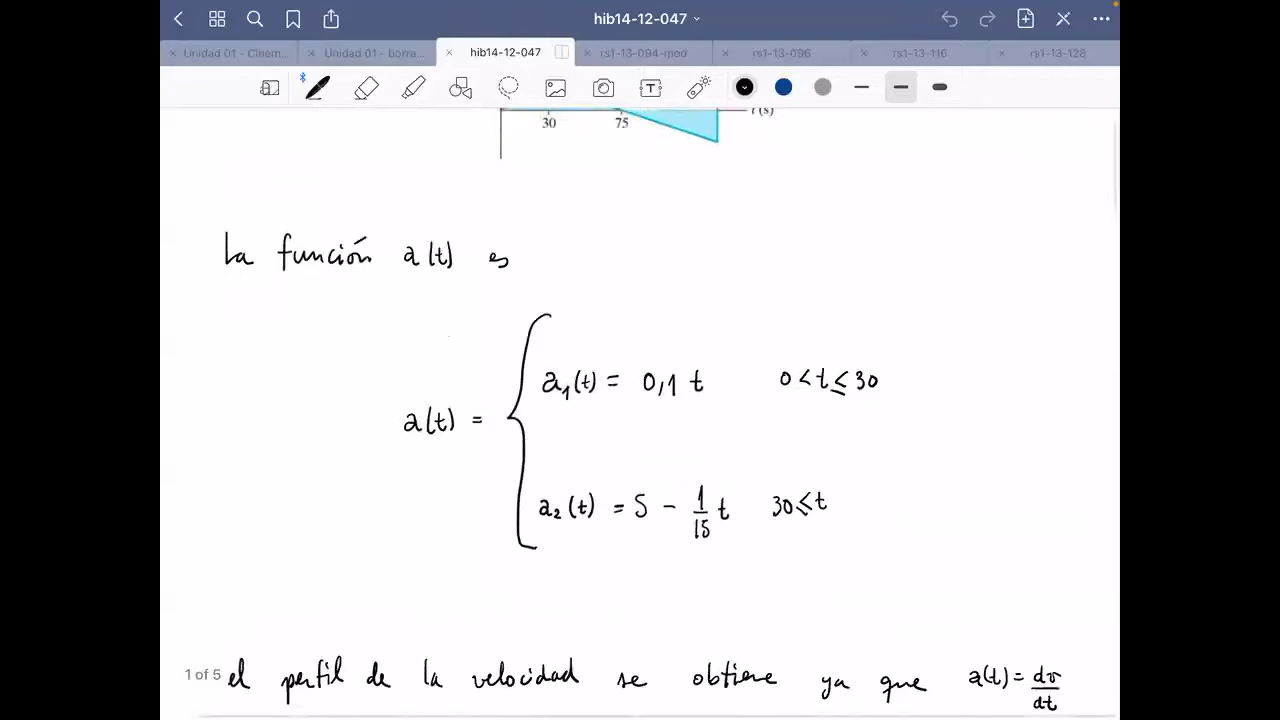 hib14-12-047
Unidad 01 - Cinem...
Unidad 01 - Borra...
hib14-12-047
rs1-13-094-mod
rs1-13-096
rs1-13-116
rs1-13-128
30
75
t (s)
La función a(t) es
a₁(t) = 0,1 t 0 < t ≤ 30
a(t) =
a₂(t) = 5 - 1/15 t 30 ≤ t
1 of 5
el perfil de la velocidad se obtiene ya que a(t) = dv/dt